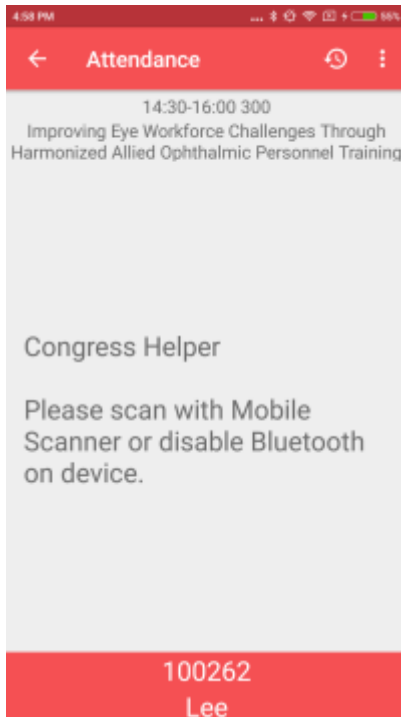 4:58 PM
... 55%
Attendance
14:30-16:00 300
Improving Eye Workforce Challenges Through
Harmonized Allied Ophthalmic Personnel Training
Congress Helper
Please scan with Mobile
Scanner or disable Bluetooth
on device.
100262
Lee